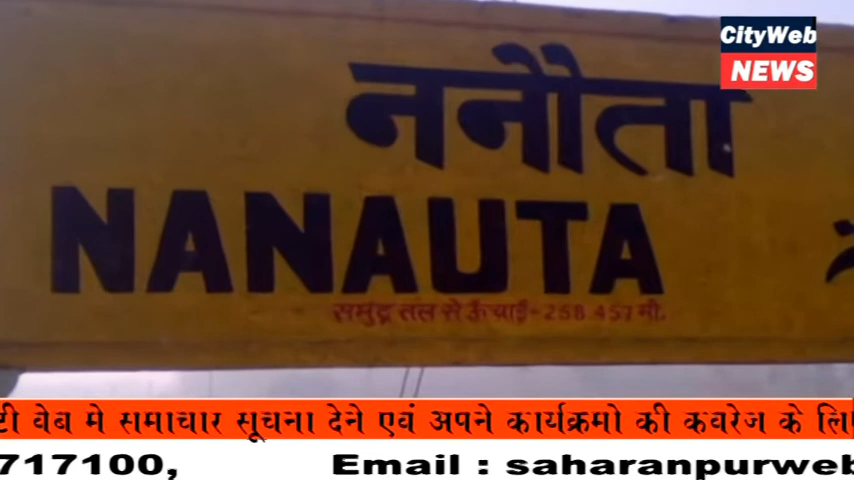 CityWeb
NEWS
ननौता
NANAUTA
समुंद्र तल से ऊँचाई-258.457 मी.
वेब मे समाचार सूचना देने एवं अपने कार्यक्रमो की कवरेज के
717100, Email : saharanpurweb